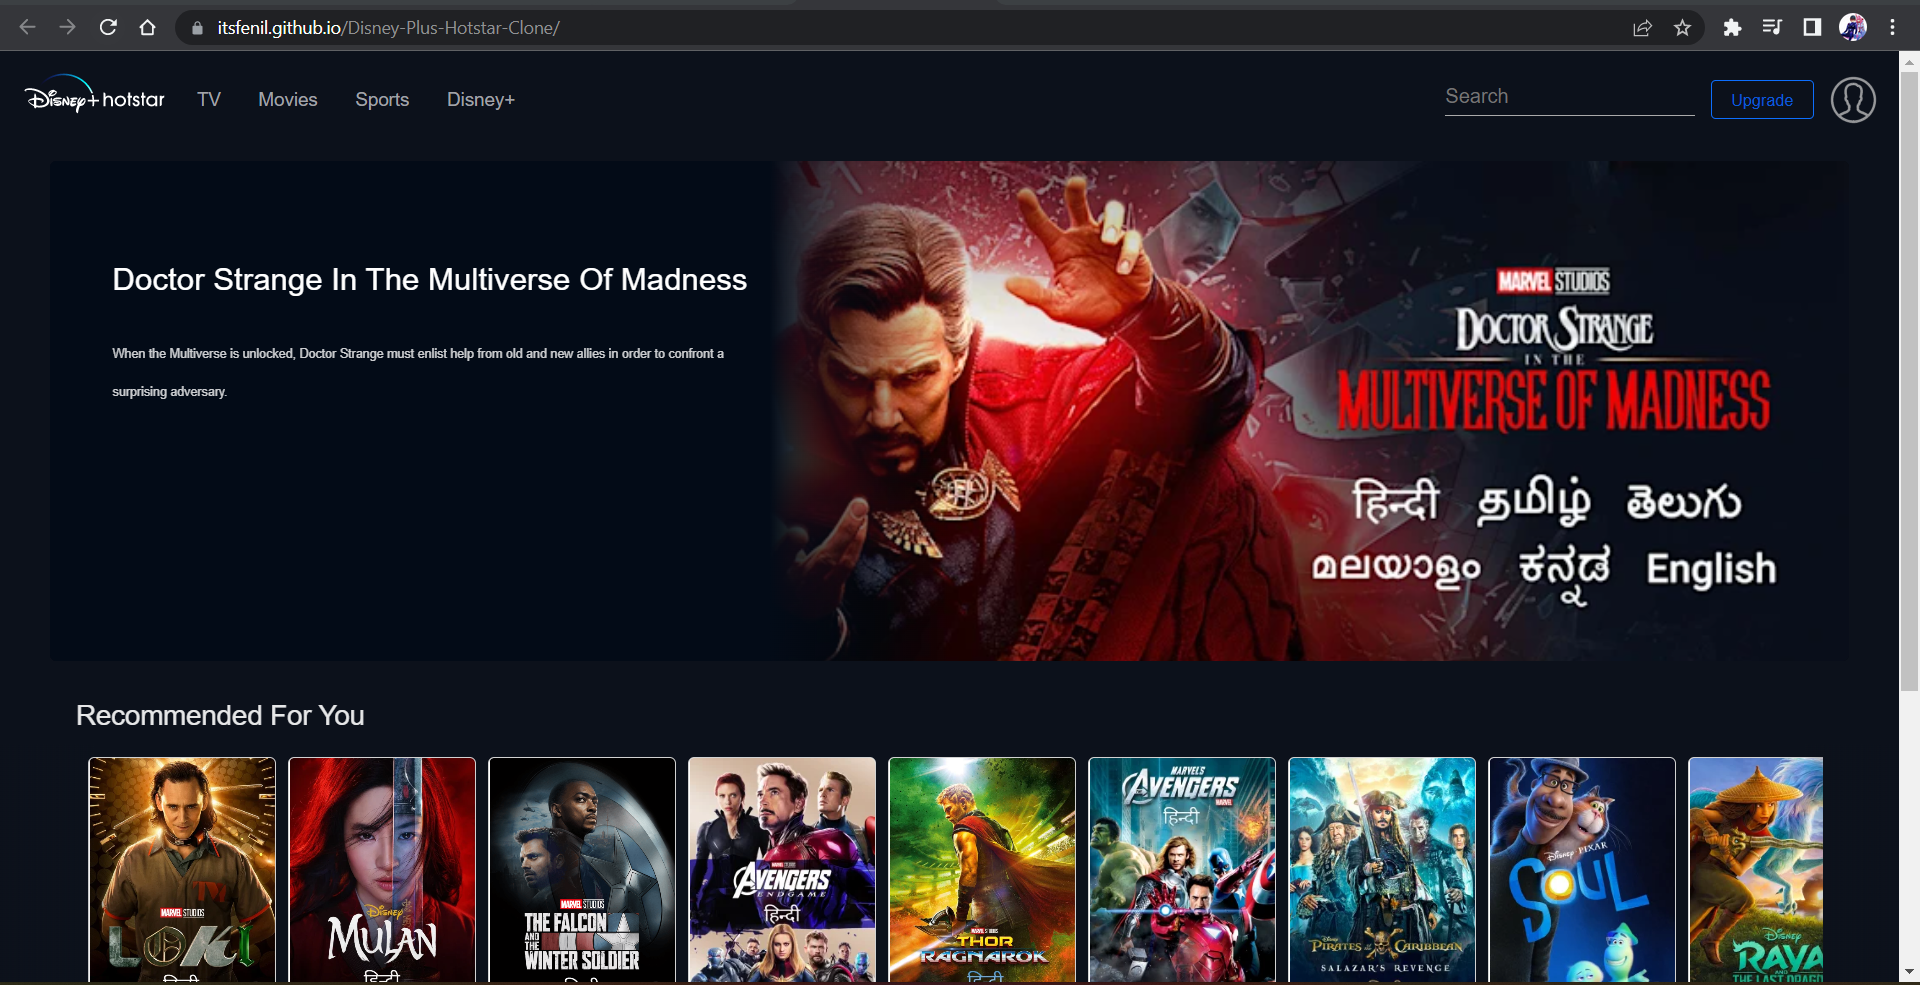 itsfenil.github.io/Disney-Plus-Hotstar-Clone/
Disney+ hotstar TV Movies Sports Disney+ Search Upgrade
Doctor Strange In The Multiverse Of Madness
When the Multiverse is unlocked, Doctor Strange must enlist help from old and new allies in order to confront a
surprising adversary.
MARVEL STUDIOS
DOCTOR STRANGE
IN THE
MULTIVERSE OF MADNESS
हिन्दी தமிழ் తెలుగు
മലയാളം ಕನ್ನಡ English
Recommended For You
MARVEL STUDIOS
LOKI
Disney
MULAN
हिन्दी
MARVEL STUDIOS
THE FALCON
AND THE
WINTER SOLDIER
MARVEL STUDIOS
AVENGERS
ENDGAME
हिन्दी
MARVEL STUDIOS
THOR
RAGNAROK
हिन्दी
MARVEL'S
AVENGERS
MARVEL
हिन्दी
Disney
PIRATES of the CARIBBEAN
SALAZAR'S REVENGE
Disney PIXAR
SOUL
Disney
RAYA
AND THE
THE LAST DRAGO